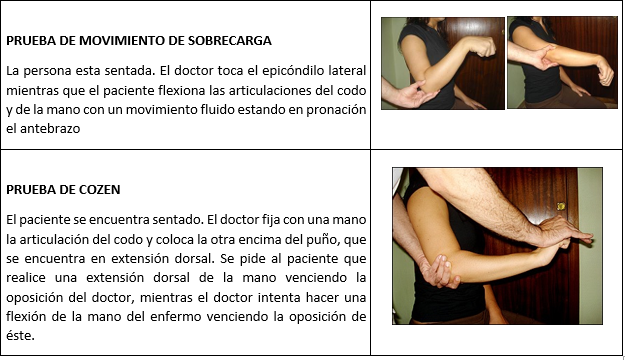 PRUEBA DE MOVIMIENTO DE SOBRECARGA
La persona esta sentada. El doctor toca el epicóndilo lateral
mientras que el paciente flexiona las articulaciones del codo
y de la mano con un movimiento fluido estando en pronación
el antebrazo
PRUEBA DE COZEN
El paciente se encuentra sentado. El doctor fija con una mano
la articulación del codo y coloca la otra encima del puño, que
se encuentra en extensión dorsal. Se pide al paciente que
realice una extensión dorsal de la mano venciendo la
oposición del doctor, mientras el doctor intenta hacer una
flexión de la mano del enfermo venciendo la oposición de
éste.